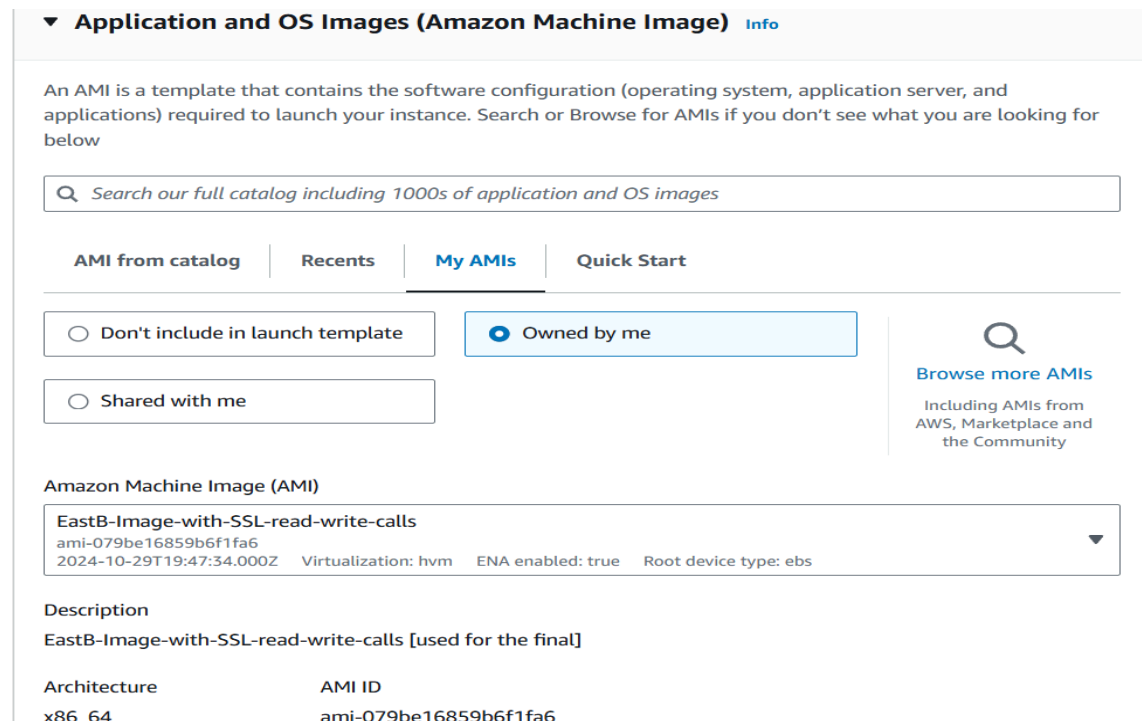 ▼ Application and OS Images (Amazon Machine Image) Info
An AMI is a template that contains the software configuration (operating system, application server, and
applications) required to launch your instance. Search or Browse for AMIs if you don't see what you are looking for
below
Search our full catalog including 1000s of application and OS images
AMI from catalog Recents My AMIs Quick Start
Don't include in launch template Owned by me
Shared with me
Browse more AMIs
Including AMIs from
AWS, Marketplace and
the Community
Amazon Machine Image (AMI)
EastB-Image-with-SSL-read-write-calls
ami-079be16859b6f1fa6
2024-10-29T19:47:34.000Z Virtualization: hvm ENA enabled: true Root device type: ebs
Description
EastB-Image-with-SSL-read-write-calls [used for the final]
Architecture AMI ID
x86_64 ami-079be16859b6f1fa6